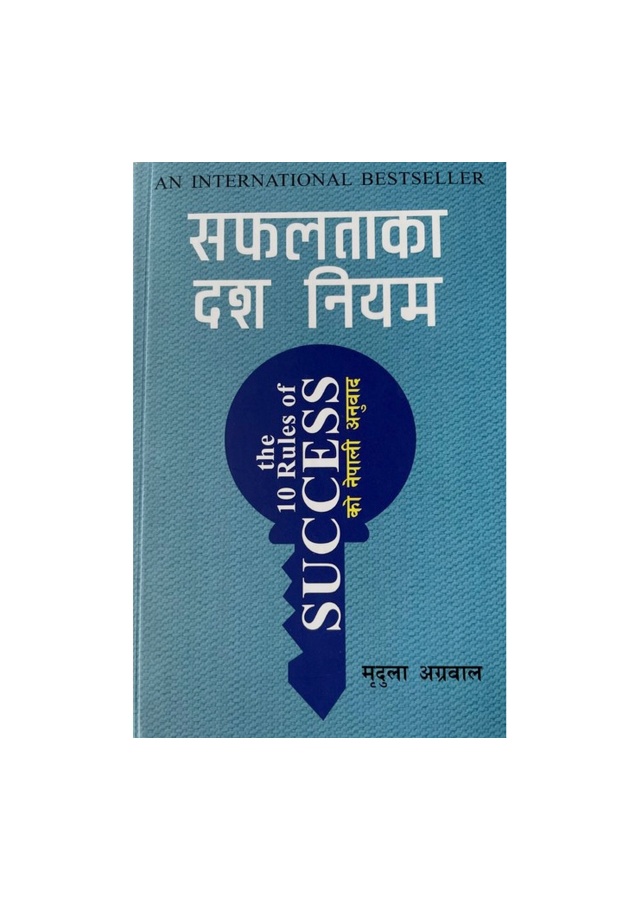 AN INTERNATIONAL BESTSELLER
सफलताका
दश नियम
the
10 Rules of
SUCCESS
को नेपाली अनुवाद
मृदुला अग्रवाल